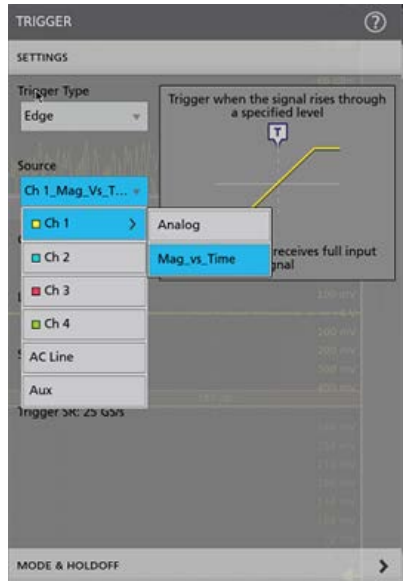 TRIGGER
?
SETTINGS
Trigger Type
Edge
Source
Ch 1_Mag_Vs_T...
Ch 1
Ch 2
Ch 3
Ch 4
AC Line
Aux
Analog
Mag_vs_Time
Trigger when the signal rises through
a specified level
T
receives full input
Trigger SR: 25 GS/s
MODE & HOLDOFF